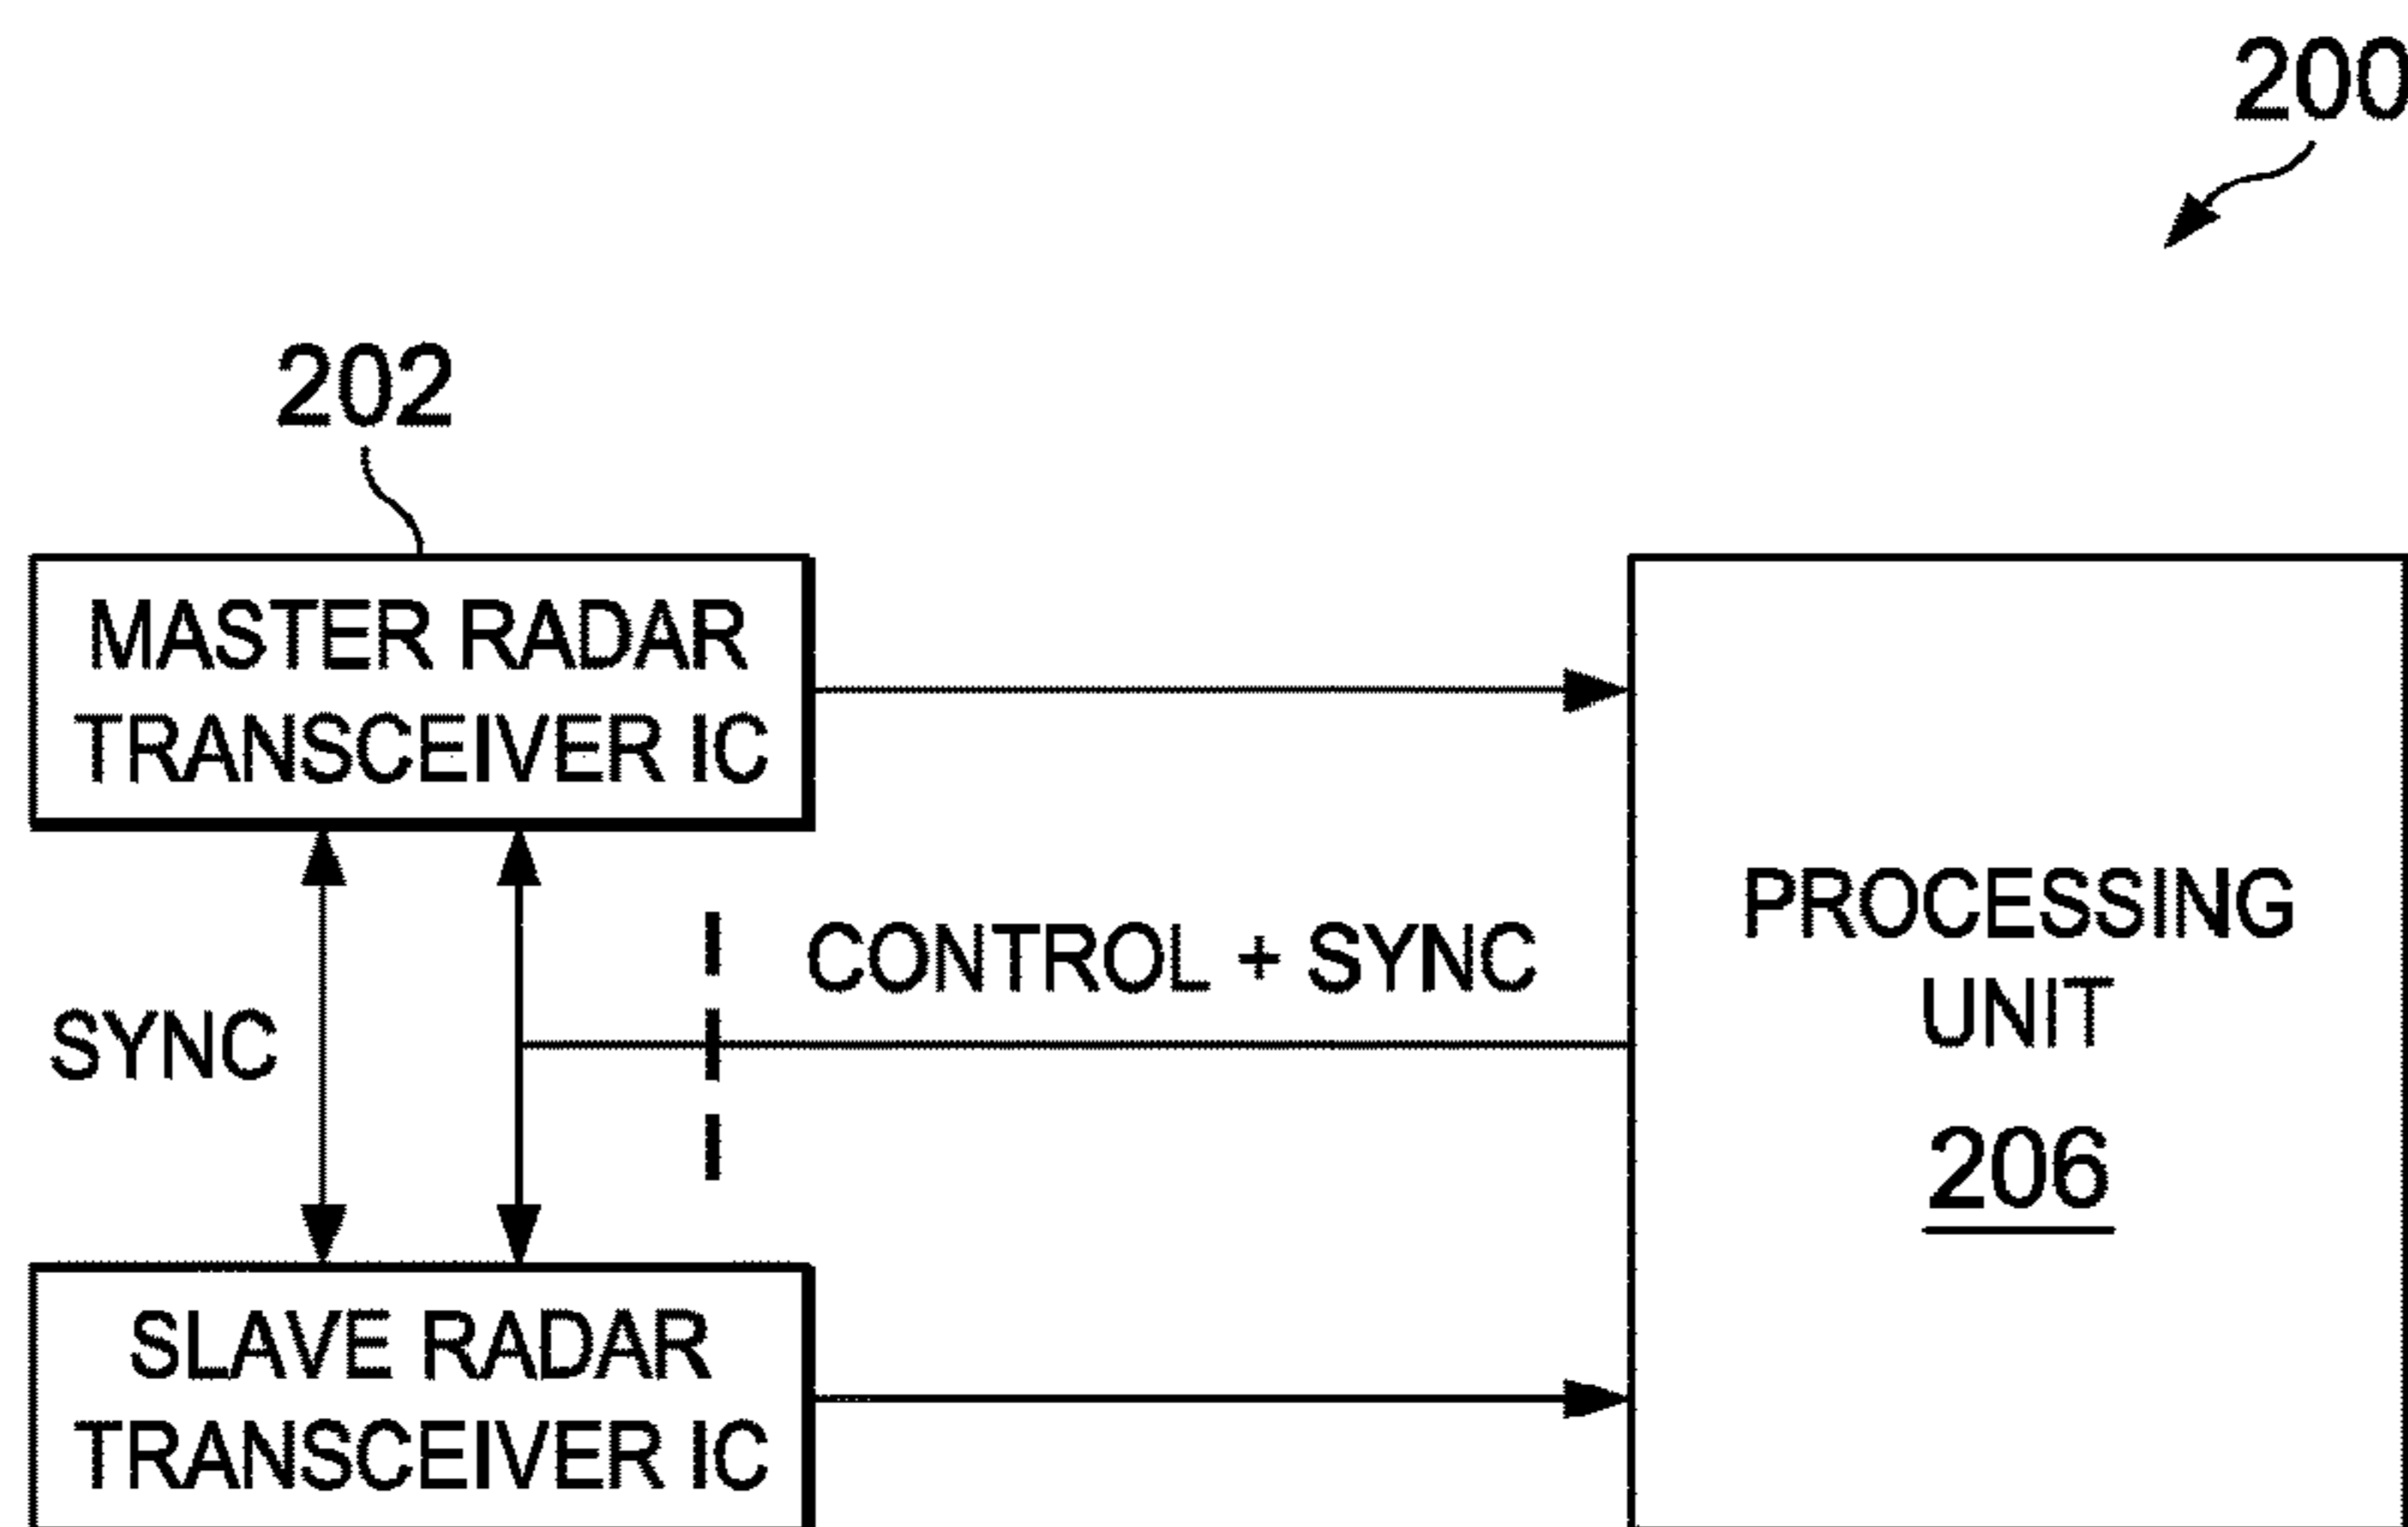 200
202
MASTER RADAR
TRANSCEIVER IC
CONTROL + SYNC
SYNC
PROCESSING
UNIT
206
SLAVE RADAR
TRANSCEIVER IC